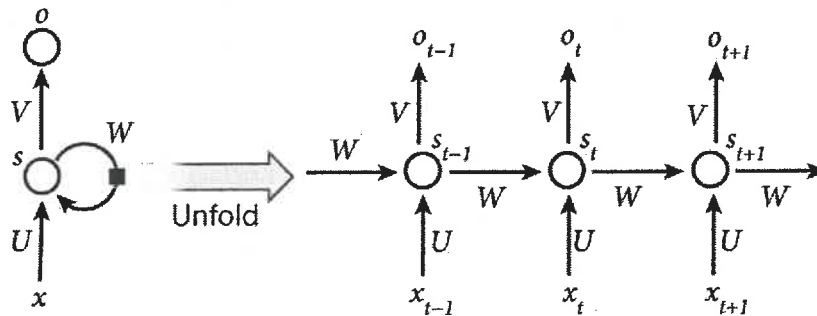 o
o_{t-1} o_t o_{t+1}
V W V V V
s W s_{t-1} s_t s_{t+1}
Unfold W W W
U U U U
x x_{t-1} x_t x_{t+1}